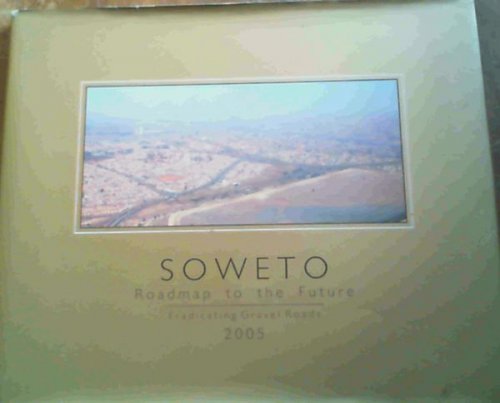 SOWETO
Roadmap to the Future
Eradicating Gravel Roads
2005